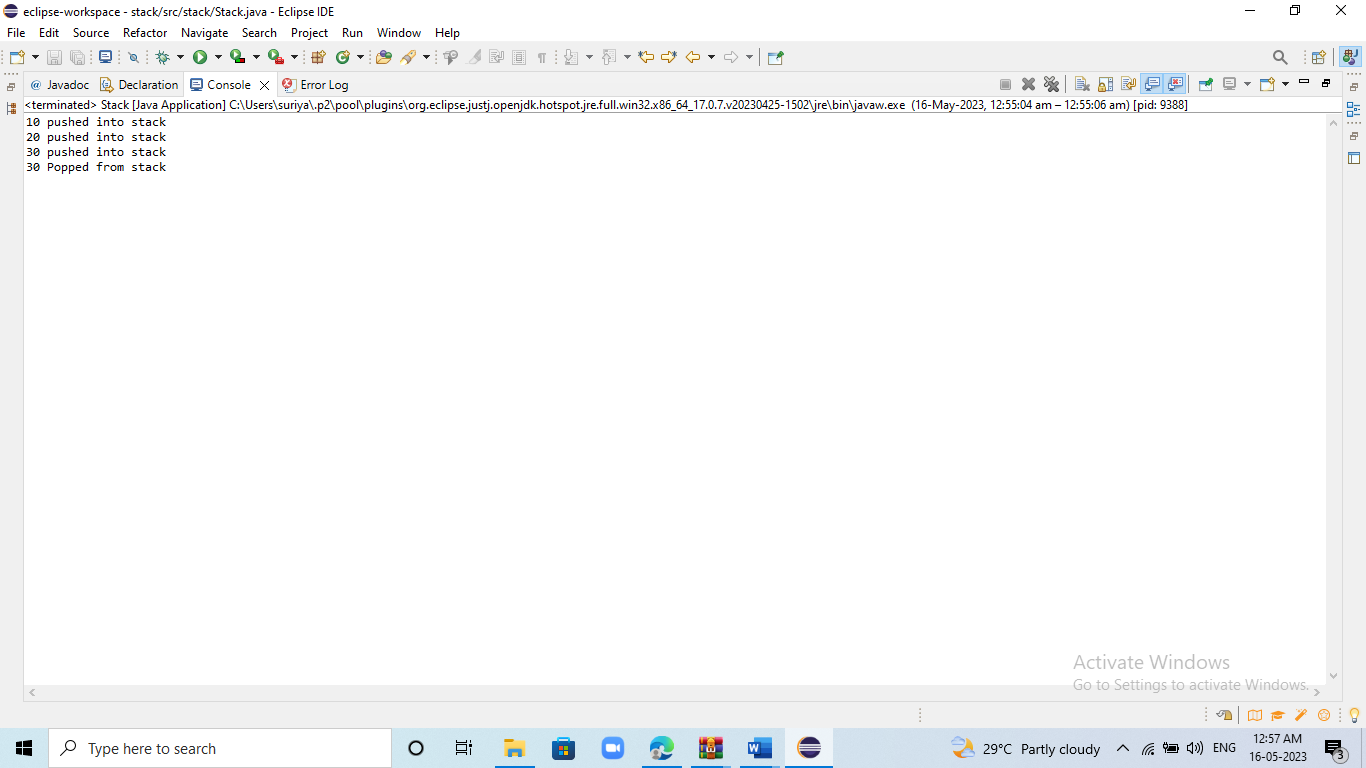 eclipse-workspace - stack/src/stack/Stack.java - Eclipse IDE
File Edit Source Refactor Navigate Search Project Run Window Help
@ Javadoc Declaration Console Error Log
<terminated> Stack [Java Application] C:\Users\suriya\.p2\pool\plugins\org.eclipse.justj.openjdk.hotspot.jre.full.win32.x86_64_17.0.7.v20230425-1502\jre\bin\javaw.exe (16-May-2023, 12:55:04 am – 12:55:06 am) [pid: 9388]
10 pushed into stack
20 pushed into stack
30 pushed into stack
30 Popped from stack
Activate Windows
Go to Settings to activate Windows.
Type here to search
29°C Partly cloudy
ENG
12:57 AM
16-05-2023
3